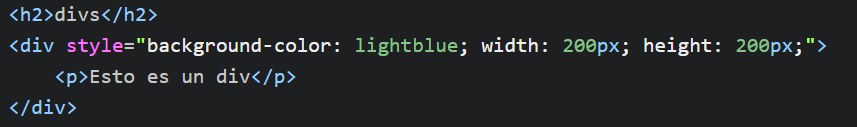 <h2>divs</h2>
<div style="background-color: lightblue; width: 200px; height: 200px;">
    <p>Esto es un div</p>
</div>